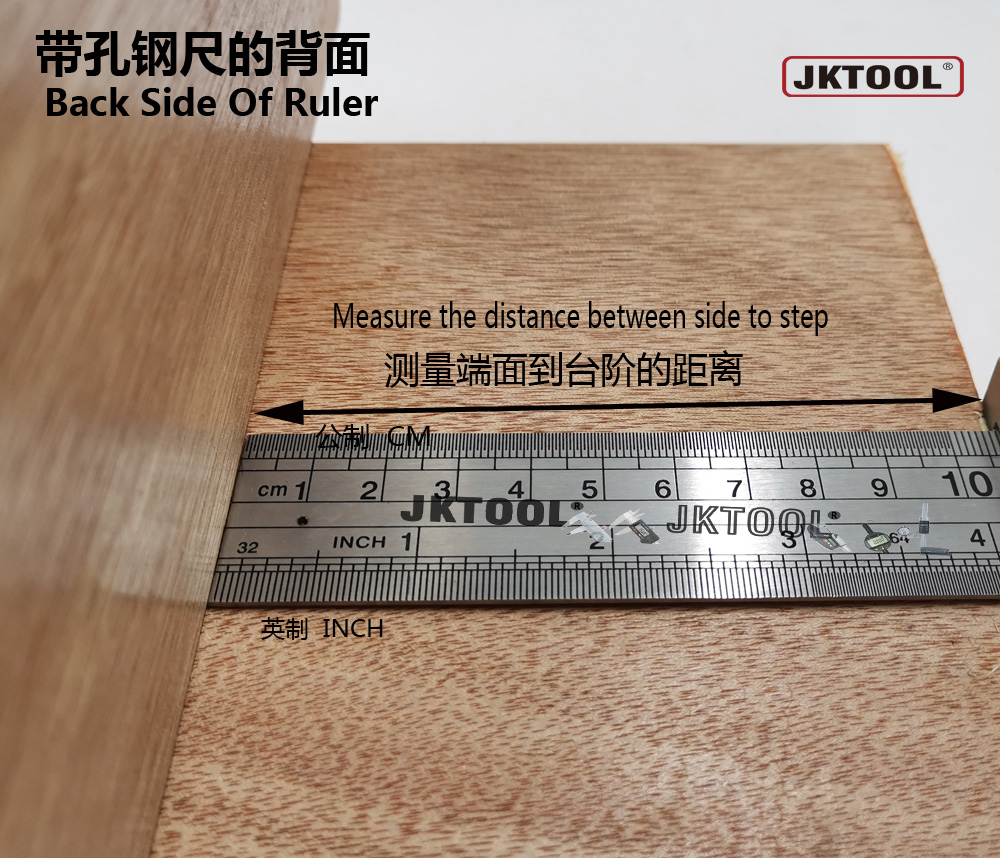 带孔钢尺的背面
Back Side Of Ruler
JKTOOL®
Measure the distance between side to step
测量端面到台阶的距离
公制 CM
cm 1 2 3 4 5 6 7 8 9 10
JKTOOL® JKTOOL®
32 INCH 1 2 3 64 4
英制 INCH